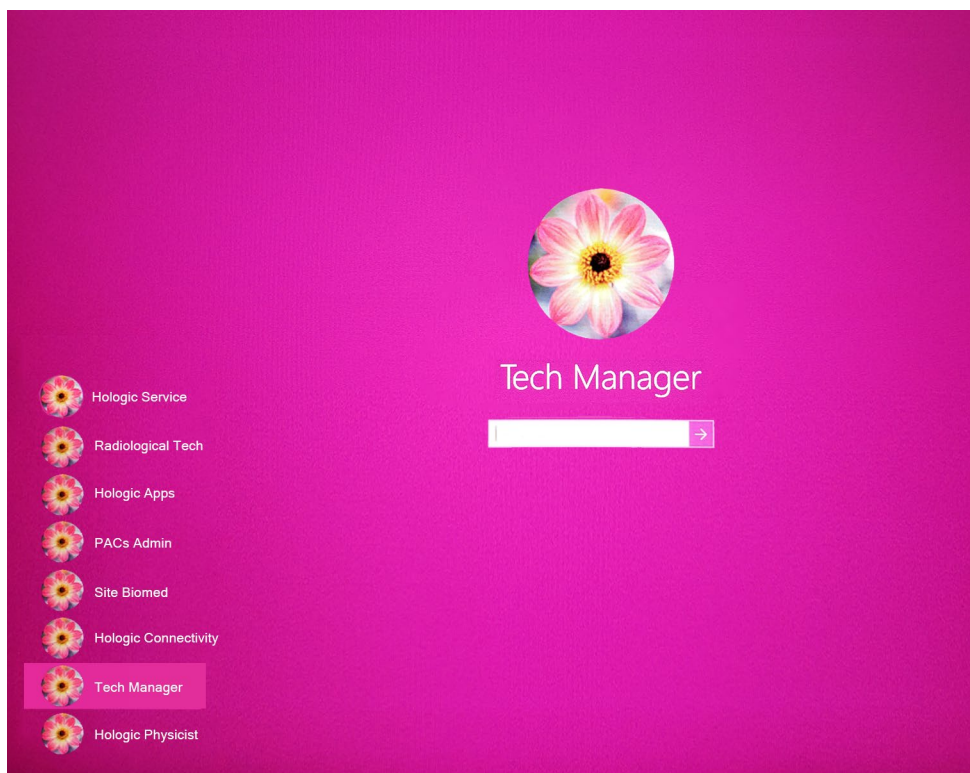 Tech Manager
Hologic Service
Radiological Tech
Hologic Apps
PACs Admin
Site Biomed
Hologic Connectivity
Tech Manager
Hologic Physicist